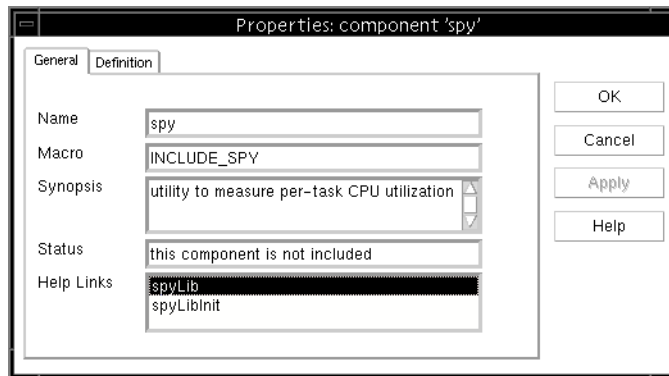 Properties: component 'spy'
General Definition
Name spy
Macro INCLUDE_SPY
Synopsis utility to measure per-task CPU utilization
Status this component is not included
Help Links spyLib
spyLibInit
OK
Cancel
Apply
Help